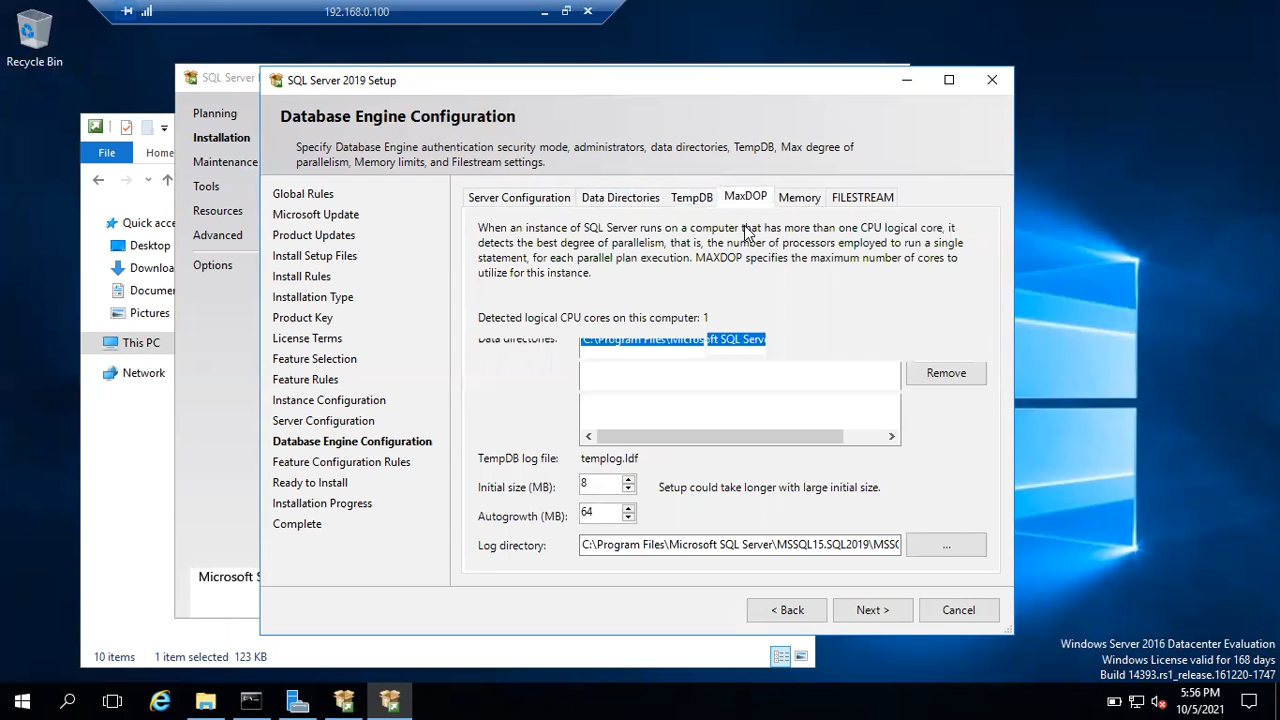 192.168.0.100
Recycle Bin
SQL Server
Planning
Installation
Maintenance
Tools
Resources
Advanced
Options
Microsoft S
File
Home
Quick acce
Desktop
Downloa
Documen
Pictures
This PC
Network
10 items
1 item selected 123 KB
SQL Server 2019 Setup
Database Engine Configuration
Specify Database Engine authentication security mode, administrators, data directories, TempDB, Max degree of
parallelism, Memory limits, and Filestream settings.
Global Rules
Microsoft Update
Product Updates
Install Setup Files
Install Rules
Installation Type
Product Key
License Terms
Feature Selection
Feature Rules
Instance Configuration
Server Configuration
Database Engine Configuration
Feature Configuration Rules
Ready to Install
Installation Progress
Complete
Server Configuration
Data Directories
TempDB
MaxDOP
Memory
FILESTREAM
When an instance of SQL Server runs on a computer that has more than one CPU logical core, it
detects the best degree of parallelism, that is, the number of processors employed to run a single
statement, for each parallel plan execution. MAXDOP specifies the maximum number of cores to
utilize for this instance.
Detected logical CPU cores on this computer: 1
Data directories: C:\Program Files\Microsoft SQL Serve
Remove
TempDB log file: templog.ldf
Initial size (MB): 8 Setup could take longer with large initial size.
Autogrowth (MB): 64
Log directory: C:\Program Files\Microsoft SQL Server\MSSQL15.SQL2019\MSSQ ...
< Back
Next >
Cancel
Windows Server 2016 Datacenter Evaluation
Windows License valid for 168 days
Build 14393.rs1_release.161220-1747
5:56 PM
10/5/2021